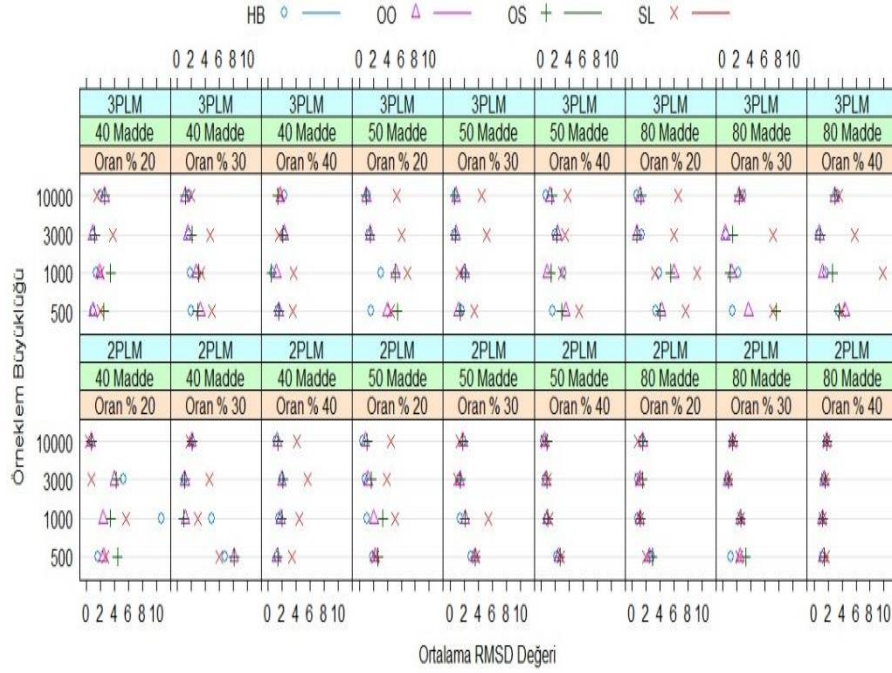 HB OO OS SL
0 2 4 6 8 10 0 2 4 6 8 10 0 2 4 6 8 10 0 2 4 6 8 10
3PLM 3PLM 3PLM 3PLM 3PLM 3PLM 3PLM 3PLM 3PLM
40 Madde 40 Madde 40 Madde 50 Madde 50 Madde 50 Madde 80 Madde 80 Madde 80 Madde
Oran % 20 Oran % 30 Oran % 40 Oran % 20 Oran % 30 Oran % 40 Oran % 20 Oran % 30 Oran % 40
10000
3000
1000
500
2PLM 2PLM 2PLM 2PLM 2PLM 2PLM 2PLM 2PLM 2PLM
40 Madde 40 Madde 40 Madde 50 Madde 50 Madde 50 Madde 80 Madde 80 Madde 80 Madde
Oran % 20 Oran % 30 Oran % 40 Oran % 20 Oran % 30 Oran % 40 Oran % 20 Oran % 30 Oran % 40
10000
3000
1000
500
Örneklem Büyüklüğü
0 2 4 6 8 10 0 2 4 6 8 10 0 2 4 6 8 10 0 2 4 6 8 10 0 2 4 6 8 10
Ortalama RMSD Değeri